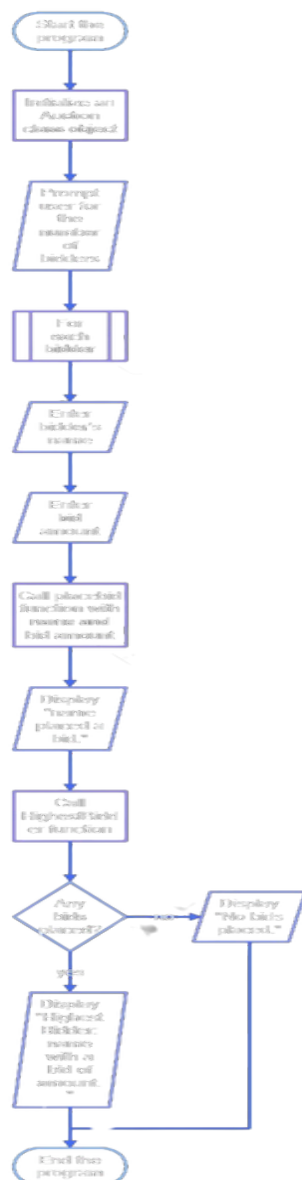 Start the
program
Initialize an
Auction
class object
Prompt
user for
the
number
of
bidders
For
each
bidder
Enter
bidder's
name
Enter
bid
amount
Call placebid
function with
name and
bid amount
Display
"name
placed a
bid."
Call
HighestBidd
er function
Any
bids
placed?
no
Display
"No bids
placed."
yes
Display
"Highest
Bidder:
name
with a
bid of
amount.
"
End the
program